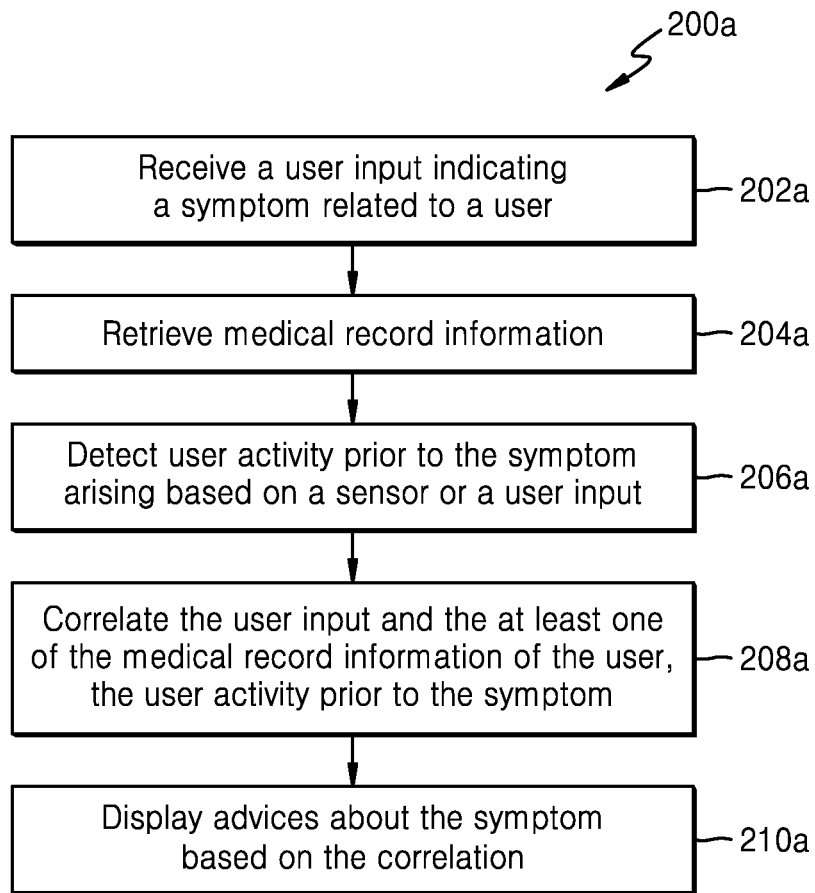 200a
Receive a user input indicating
a symptom related to a user
202a
Retrieve medical record information
204a
Detect user activity prior to the symptom
arising based on a sensor or a user input
206a
Correlate the user input and the at least one
of the medical record information of the user,
the user activity prior to the symptom
208a
Display advices about the symptom
based on the correlation
210a